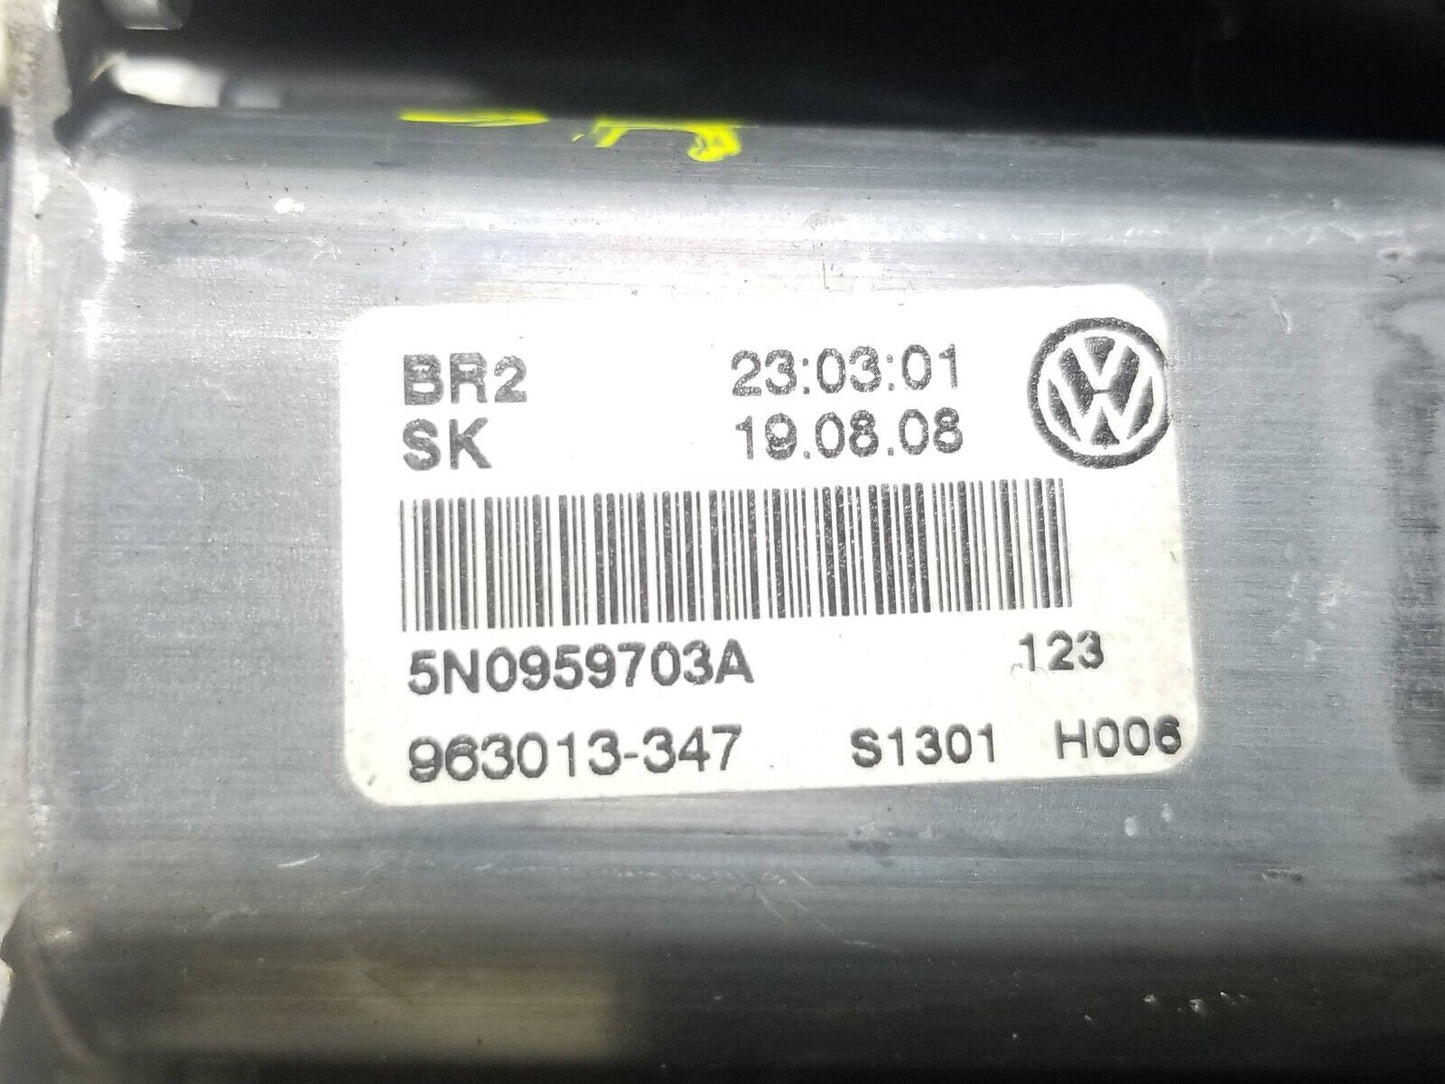 BR2 23:03:01
SK 19.08.08
5N0959703A 123
963013-347 S1301 H006